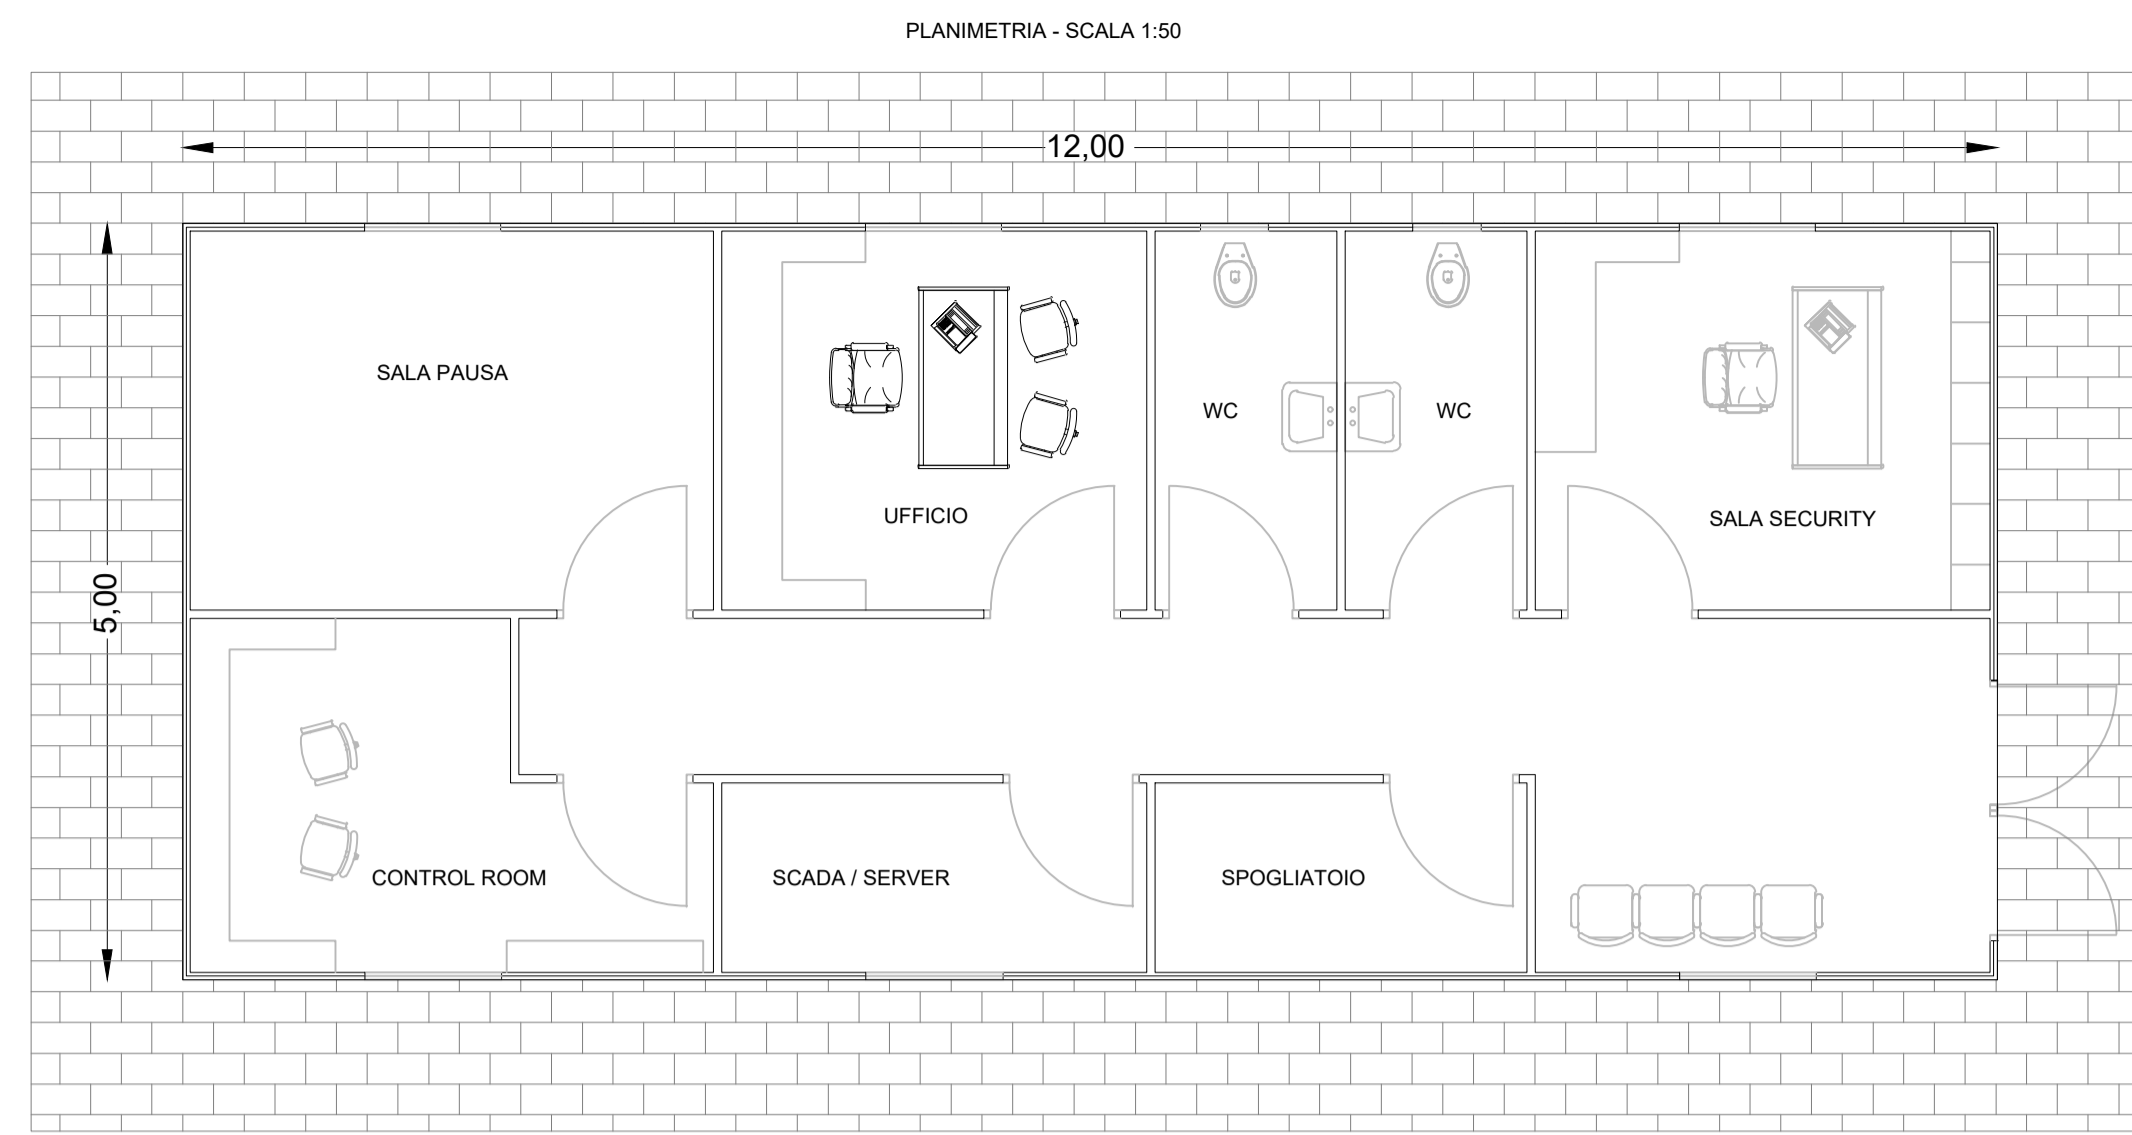 PLANIMETRIA - SCALA 1:50
12,00
5,00
SALA PAUSA
UFFICIO
WC
WC
SALA SECURITY
CONTROL ROOM
SCADA / SERVER
SPOGLIATOIO